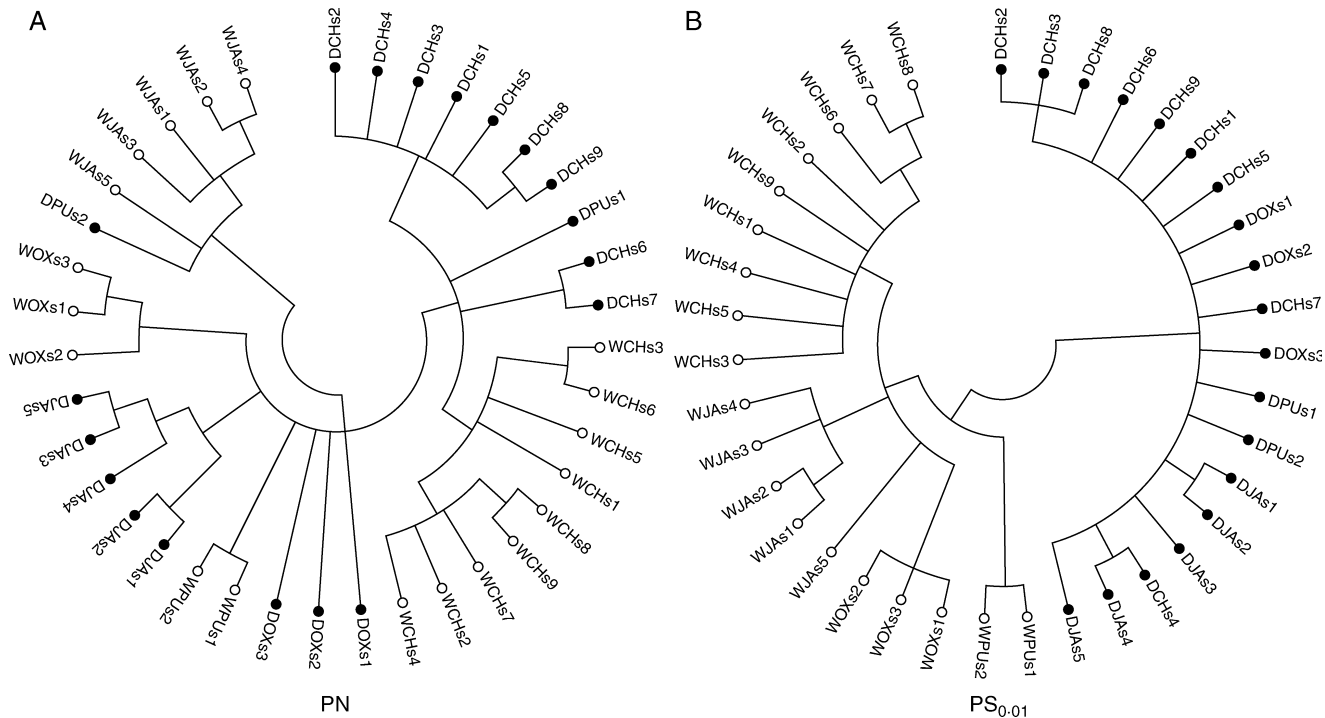 A
DCHs2
DCHs4
DCHs3
DCHs1
DCHs5
DCHs8
DCHs9
DPUs1
DCHs6
DCHs7
WCHs3
WCHs6
WCHs5
WCHs1
WCHs8
WCHs9
WCHs7
WCHs2
WCHs4
DOXs1
DOXs2
DOXs3
WPUs1
WPUs2
DJAs1
DJAs2
DJAs4
DJAs3
DJAs5
WOXs2
WOXs1
WOXs3
DPUs2
WJAs5
WJAs3
WJAs1
WJAs2
WJAs4
PN
B
DCHs2
DCHs3
DCHs8
DCHs6
DCHs9
DCHs1
DCHs5
DOXs1
DOXs2
DCHs7
DOXs3
DPUs1
DPUs2
DJAs1
DJAs2
DJAs3
DCHs4
DJAs4
DJAs5
WPUs1
WPUs2
WOXs1
WOXs3
WOXs2
WJAs5
WJAs1
WJAs2
WJAs3
WJAs4
WCHs3
WCHs5
WCHs4
WCHs1
WCHs9
WCHs2
WCHs6
WCHs7
WCHs8
PS0·01